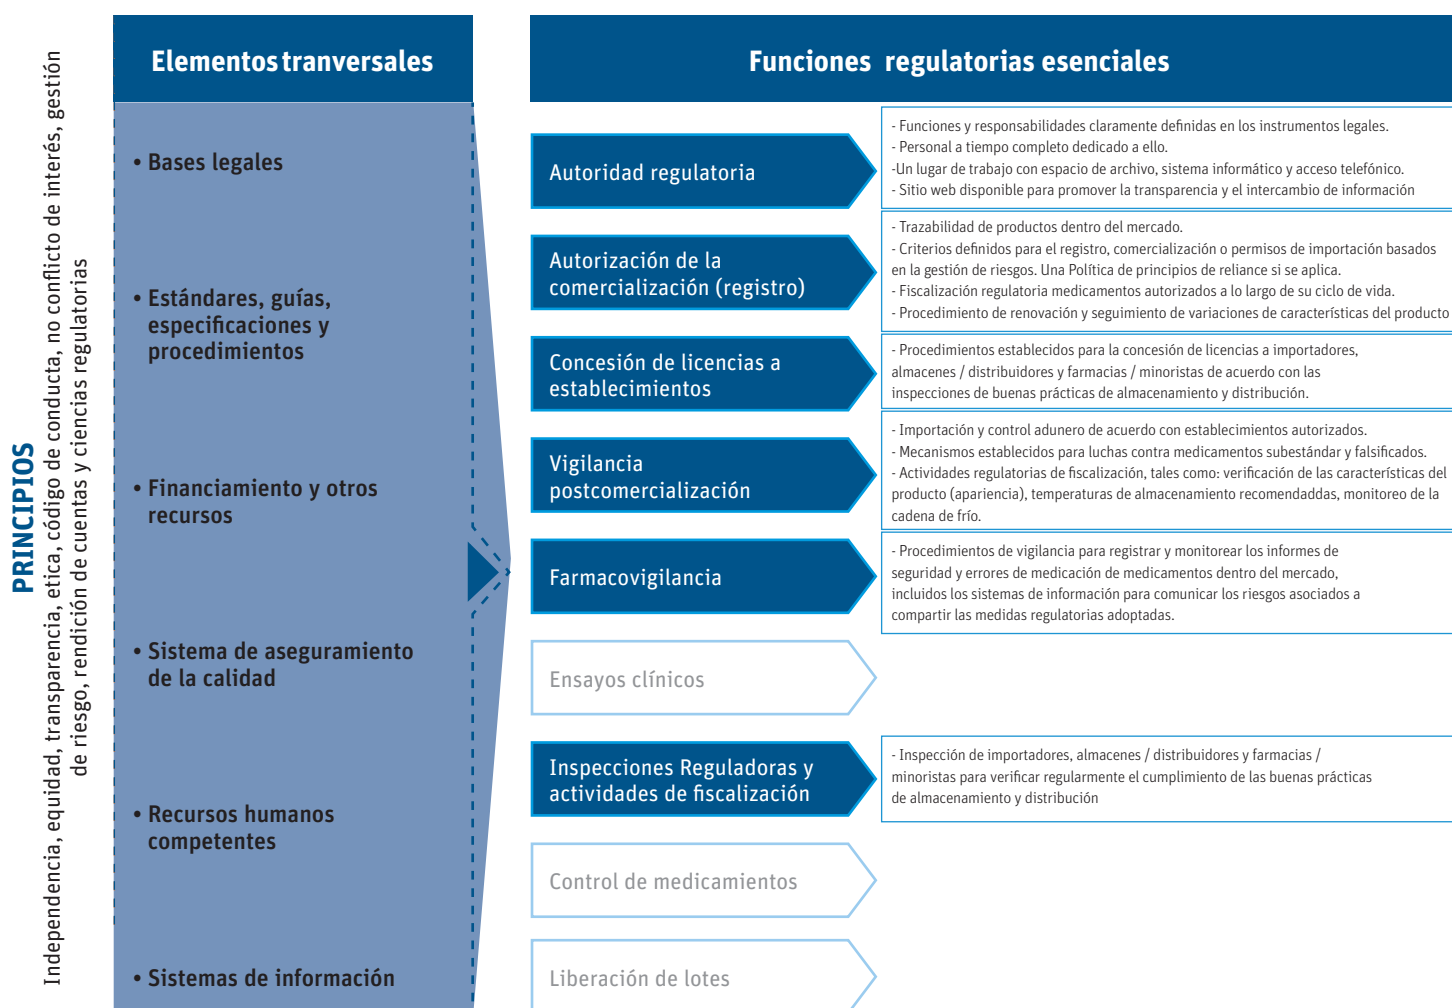 PRINCIPIOS
Independencia, equidad, transparencia, etica, código de conducta, no conflicto de interés, gestión
de riesgo, rendición de cuentas y ciencias regulatorias
Elementos tranversales
• Bases legales
• Estándares, guías,
especificaciones y
procedimientos
• Financiamiento y otros
recursos
• Sistema de aseguramiento
de la calidad
• Recursos humanos
competentes
• Sistemas de información
Funciones regulatorias esenciales
Autoridad regulatoria
- Funciones y responsabilidades claramente definidas en los instrumentos legales.
- Personal a tiempo completo dedicado a ello.
-Un lugar de trabajo con espacio de archivo, sistema informático y acceso telefónico.
- Sitio web disponible para promover la transparencia y el intercambio de información
Autorización de la
comercialización (registro)
- Trazabilidad de productos dentro del mercado.
- Criterios definidos para el registro, comercialización o permisos de importación basados
en la gestión de riesgos. Una Política de principios de reliance si se aplica.
- Fiscalización regulatoria medicamentos autorizados a lo largo de su ciclo de vida.
- Procedimiento de renovación y seguimiento de variaciones de características del producto
Concesión de licencias a
establecimientos
- Procedimientos establecidos para la concesión de licencias a importadores,
almacenes / distribuidores y farmacias / minoristas de acuerdo con las
inspecciones de buenas prácticas de almacenamiento y distribución.
Vigilancia
postcomercialización
- Importación y control adunero de acuerdo con establecimientos autorizados.
- Mecanismos establecidos para luchas contra medicamentos subestándar y falsificados.
- Actividades regulatorias de fiscalización, tales como: verificación de las características del
producto (apariencia), temperaturas de almacenamiento recomendaddas, monitoreo de la
cadena de frío.
Farmacovigilancia
- Procedimientos de vigilancia para registrar y monitorear los informes de
seguridad y errores de medicación de medicamentos dentro del mercado,
incluidos los sistemas de información para comunicar los riesgos asociados a
compartir las medidas regulatorias adoptadas.
Ensayos clínicos
Inspecciones Reguladoras y
actividades de fiscalización
- Inspección de importadores, almacenes / distribuidores y farmacias /
minoristas para verificar regularmente el cumplimiento de las buenas prácticas
de almacenamiento y distribución
Control de medicamientos
Liberación de lotes